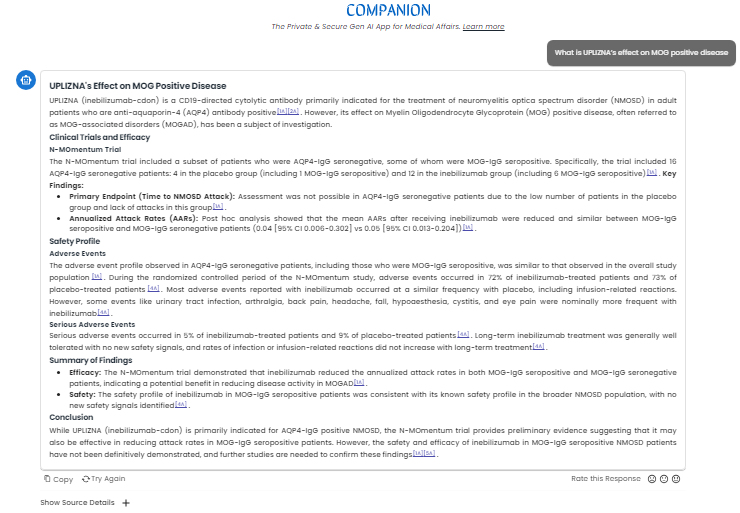 COMPANION
The Private & Secure Gen AI App for Medical Affairs. Learn more
What is UPLIZNA's effect on MOG positive disease
UPLIZNA's Effect on MOG Positive Disease
UPLIZNA (inebilizumab-cdon) is a CD19-directed cytolytic antibody primarily indicated for the treatment of neuromyelitis optica spectrum disorder (NMOSD) in adult
patients who are anti-aquaporin-4 (AQP4) antibody positive[1A][2A] . However, its effect on Myelin Oligodendrocyte Glycoprotein (MOG) positive disease, often referred to
as MOG-associated disorders (MOGAD), has been a subject of investigation.
Clinical Trials and Efficacy
N-MOmentum Trial
The N-MOmentum trial included a subset of patients who were AQP4-IgG seronegative, some of whom were MOG-IgG seropositive. Specifically, the trial included 16
AQP4-IgG seronegative patients: 4 in the placebo group (including 1 MOG-IgG seropositive) and 12 in the inebilizumab group (including 6 MOG-IgG seropositive)[1A] . Key
Findings:
• Primary Endpoint (Time to NMOSD Attack): Assessment was not possible in AQP4-IgG seronegative patients due to the low number of patients in the placebo
group and lack of attacks in this group[1A] .
• Annualized Attack Rates (AARs): Post hoc analysis showed that the mean AARs after receiving inebilizumab were reduced and similar between MOG-IgG
seropositive and MOG-IgG seronegative patients (0.04 [95% CI 0.006-0.302] vs 0.05 [95% CI 0.013-0.204])[1A] .
Safety Profile
Adverse Events
The adverse event profile observed in AQP4-IgG seronegative patients, including those who were MOG-IgG seropositive, was similar to that observed in the overall study
population [1A] . During the randomized controlled period of the N-MOmentum study, adverse events occurred in 72% of inebilizumab-treated patients and 73% of
placebo-treated patients [4A] . Most adverse events reported with inebilizumab occurred at a similar frequency with placebo, including infusion-related reactions.
However, some events like urinary tract infection, arthralgia, back pain, headache, fall, hypoaesthesia, cystitis, and eye pain were nominally more frequent with
inebilizumab[4A] .
Serious Adverse Events
Serious adverse events occurred in 5% of inebilizumab-treated patients and 9% of placebo-treated patients[4A] . Long-term inebilizumab treatment was generally well
tolerated with no new safety signals, and rates of infection or infusion-related reactions did not increase with long-term treatment[4A] .
Summary of Findings
• Efficacy: The N-MOmentum trial demonstrated that inebilizumab reduced the annualized attack rates in both MOG-IgG seropositive and MOG-IgG seronegative
patients, indicating a potential benefit in reducing disease activity in MOGAD[1A] .
• Safety: The safety profile of inebilizumab in MOG-IgG seropositive patients was consistent with its known safety profile in the broader NMOSD population, with no
new safety signals identified[4A] .
Conclusion
While UPLIZNA (inebilizumab-cdon) is primarily indicated for AQP4-IgG positive NMOSD, the N-MOmentum trial provides preliminary evidence suggesting that it may
also be effective in reducing attack rates in MOG-IgG seropositive patients. However, the safety and efficacy of inebilizumab in MOG-IgG seropositive NMOSD patients
have not been definitively demonstrated, and further studies are needed to confirm these findings[1A][5A] .
Copy Try Again Rate this Response
Show Source Details +